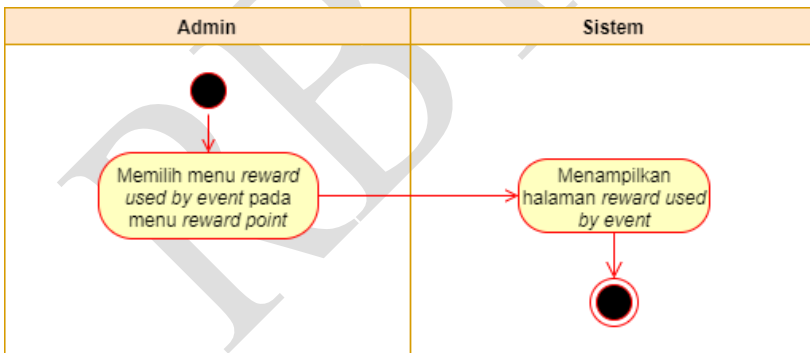 Admin
Sistem
Memilih menu reward
used by event pada
menu reward point
Menampilkan
halaman reward used
by event